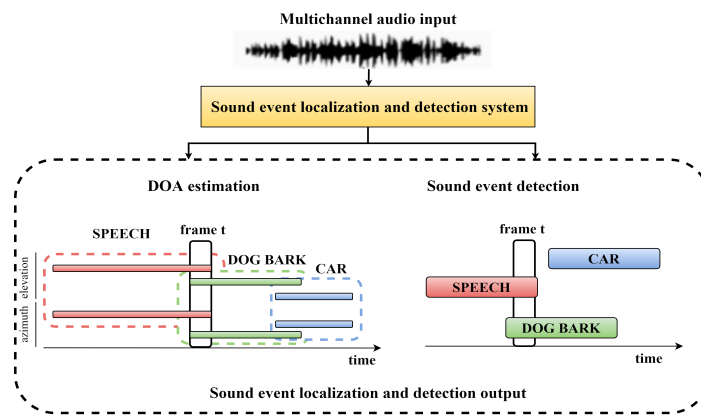 Multichannel audio input
Sound event localization and detection system
DOA estimation
Sound event detection
SPEECH
frame t
DOG BARK
CAR
elevation
azimuth
time
frame t
CAR
SPEECH
DOG BARK
time
Sound event localization and detection output